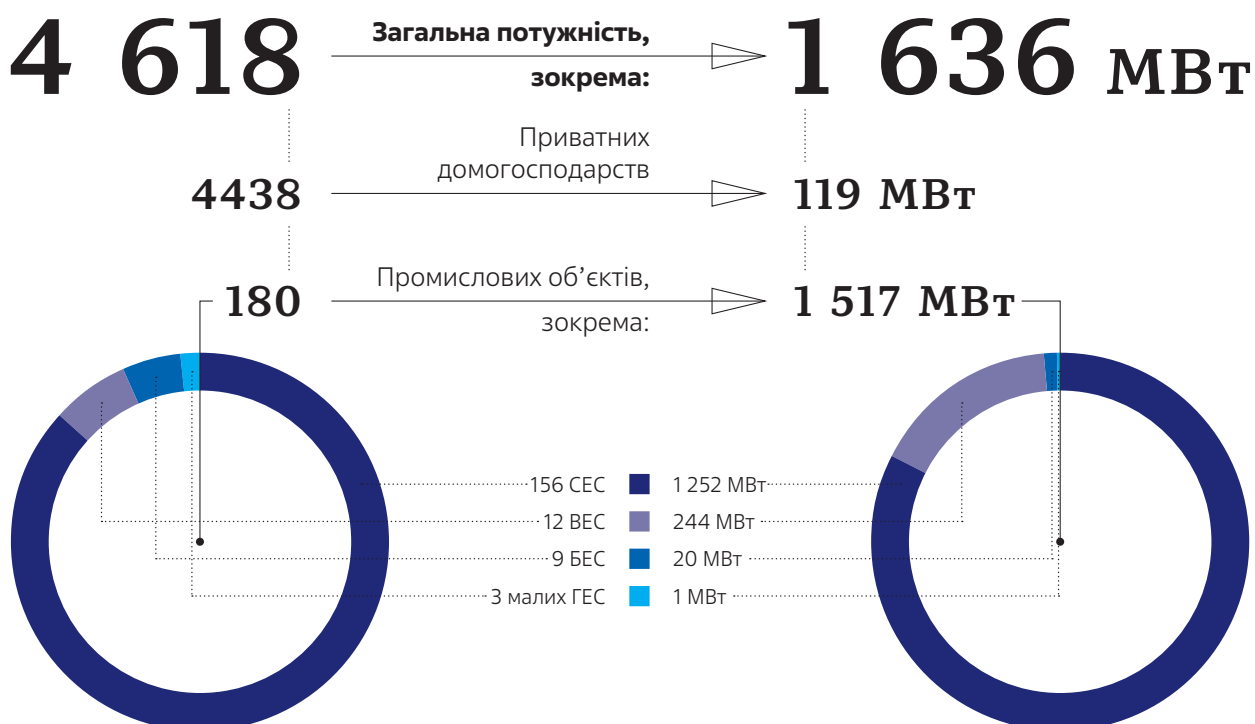 4 618
Загальна потужність,
зокрема:
1 636 МВт
Приватних
домогосподарств
4438
119 МВт
Промислових об’єктів,
зокрема:
180
1 517 МВт
156 СЕС
1 252 МВт
12 ВЕС
244 МВт
9 БЕС
20 МВт
3 малих ГЕС
1 МВт